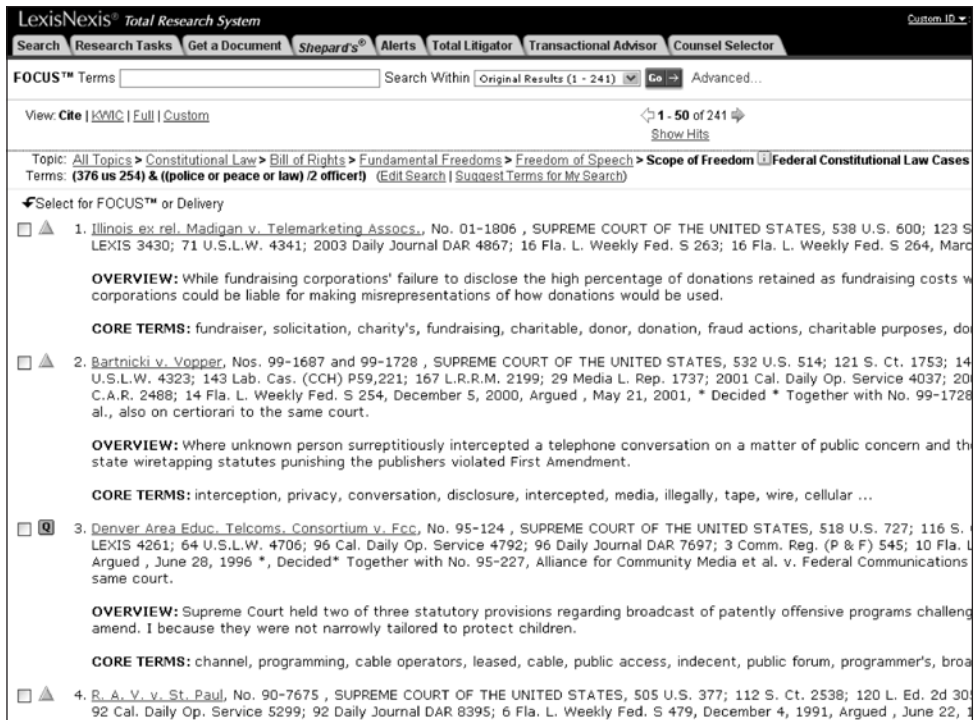 LexisNexis® Total Research System
Custom ID
Search Research Tasks Get a Document Shepard's® Alerts Total Litigator Transactional Advisor Counsel Selector
FOCUS™ Terms Search Within Original Results (1 - 241) Go → Advanced...
View: Cite | KWIC | Full | Custom
1 - 50 of 241
Show Hits
Topic: All Topics > Constitutional Law > Bill of Rights > Fundamental Freedoms > Freedom of Speech > Scope of Freedom i Federal Constitutional Law Cases
Terms: (376 us 254) & ((police or peace or law) /2 officer!) (Edit Search | Suggest Terms for My Search)
Select for FOCUS™ or Delivery
1. Illinois ex rel. Madigan v. Telemarketing Assocs., No. 01-1806 , SUPREME COURT OF THE UNITED STATES, 538 U.S. 600; 123 S
LEXIS 3430; 71 U.S.L.W. 4341; 2003 Daily Journal DAR 4867; 16 Fla. L. Weekly Fed. S 263; 16 Fla. L. Weekly Fed. S 264, Marc
OVERVIEW: While fundraising corporations' failure to disclose the high percentage of donations retained as fundraising costs w
corporations could be liable for making misrepresentations of how donations would be used.
CORE TERMS: fundraiser, solicitation, charity's, fundraising, charitable, donor, donation, fraud actions, charitable purposes, do
2. Bartnicki v. Vopper, Nos. 99-1687 and 99-1728 , SUPREME COURT OF THE UNITED STATES, 532 U.S. 514; 121 S. Ct. 1753; 14
U.S.L.W. 4323; 143 Lab. Cas. (CCH) P59,221; 167 L.R.R.M. 2199; 29 Media L. Rep. 1737; 2001 Cal. Daily Op. Service 4037; 20
C.A.R. 2488; 14 Fla. L. Weekly Fed. S 254, December 5, 2000, Argued , May 21, 2001, * Decided * Together with No. 99-1728
al., also on certiorari to the same court.
OVERVIEW: Where unknown person surreptitiously intercepted a telephone conversation on a matter of public concern and th
state wiretapping statutes punishing the publishers violated First Amendment.
CORE TERMS: interception, privacy, conversation, disclosure, intercepted, media, illegally, tape, wire, cellular ...
Q 3. Denver Area Educ. Telcoms. Consortium v. Fcc, No. 95-124 , SUPREME COURT OF THE UNITED STATES, 518 U.S. 727; 116 S.
LEXIS 4261; 64 U.S.L.W. 4706; 96 Cal. Daily Op. Service 4792; 96 Daily Journal DAR 7697; 3 Comm. Reg. (P & F) 545; 10 Fla. L
Argued , June 28, 1996 *, Decided* Together with No. 95-227, Alliance for Community Media et al. v. Federal Communications
same court.
OVERVIEW: Supreme Court held two of three statutory provisions regarding broadcast of patently offensive programs challeng
amend. I because they were not narrowly tailored to protect children.
CORE TERMS: channel, programming, cable operators, leased, cable, public access, indecent, public forum, programmer's, broa
4. R. A. V. v. St. Paul, No. 90-7675 , SUPREME COURT OF THE UNITED STATES, 505 U.S. 377; 112 S. Ct. 2538; 120 L. Ed. 2d 30
92 Cal. Daily Op. Service 5299; 92 Daily Journal DAR 8395; 6 Fla. L. Weekly Fed. S 479, December 4, 1991, Argued , June 22,